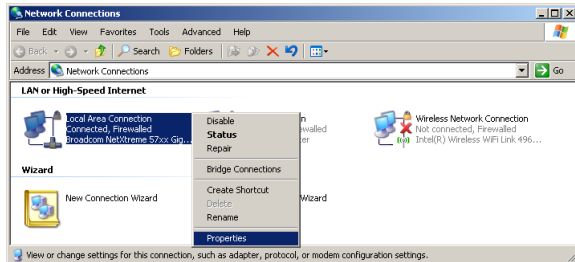 Network Connections
File Edit View Favorites Tools Advanced Help
Back Search Folders
Address Network Connections Go
LAN or High-Speed Internet
Local Area Connection
Connected, Firewalled
Broadcom NetXtreme 57xx Gig...
Disable
Status
Repair
Bridge Connections
Create Shortcut
Delete
Rename
Properties
Wireless Network Connection
Not connected, Firewalled
Intel(R) Wireless WiFi Link 496...
Wizard
New Connection Wizard
Wizard
View or change settings for this connection, such as adapter, protocol, or modem configuration settings.